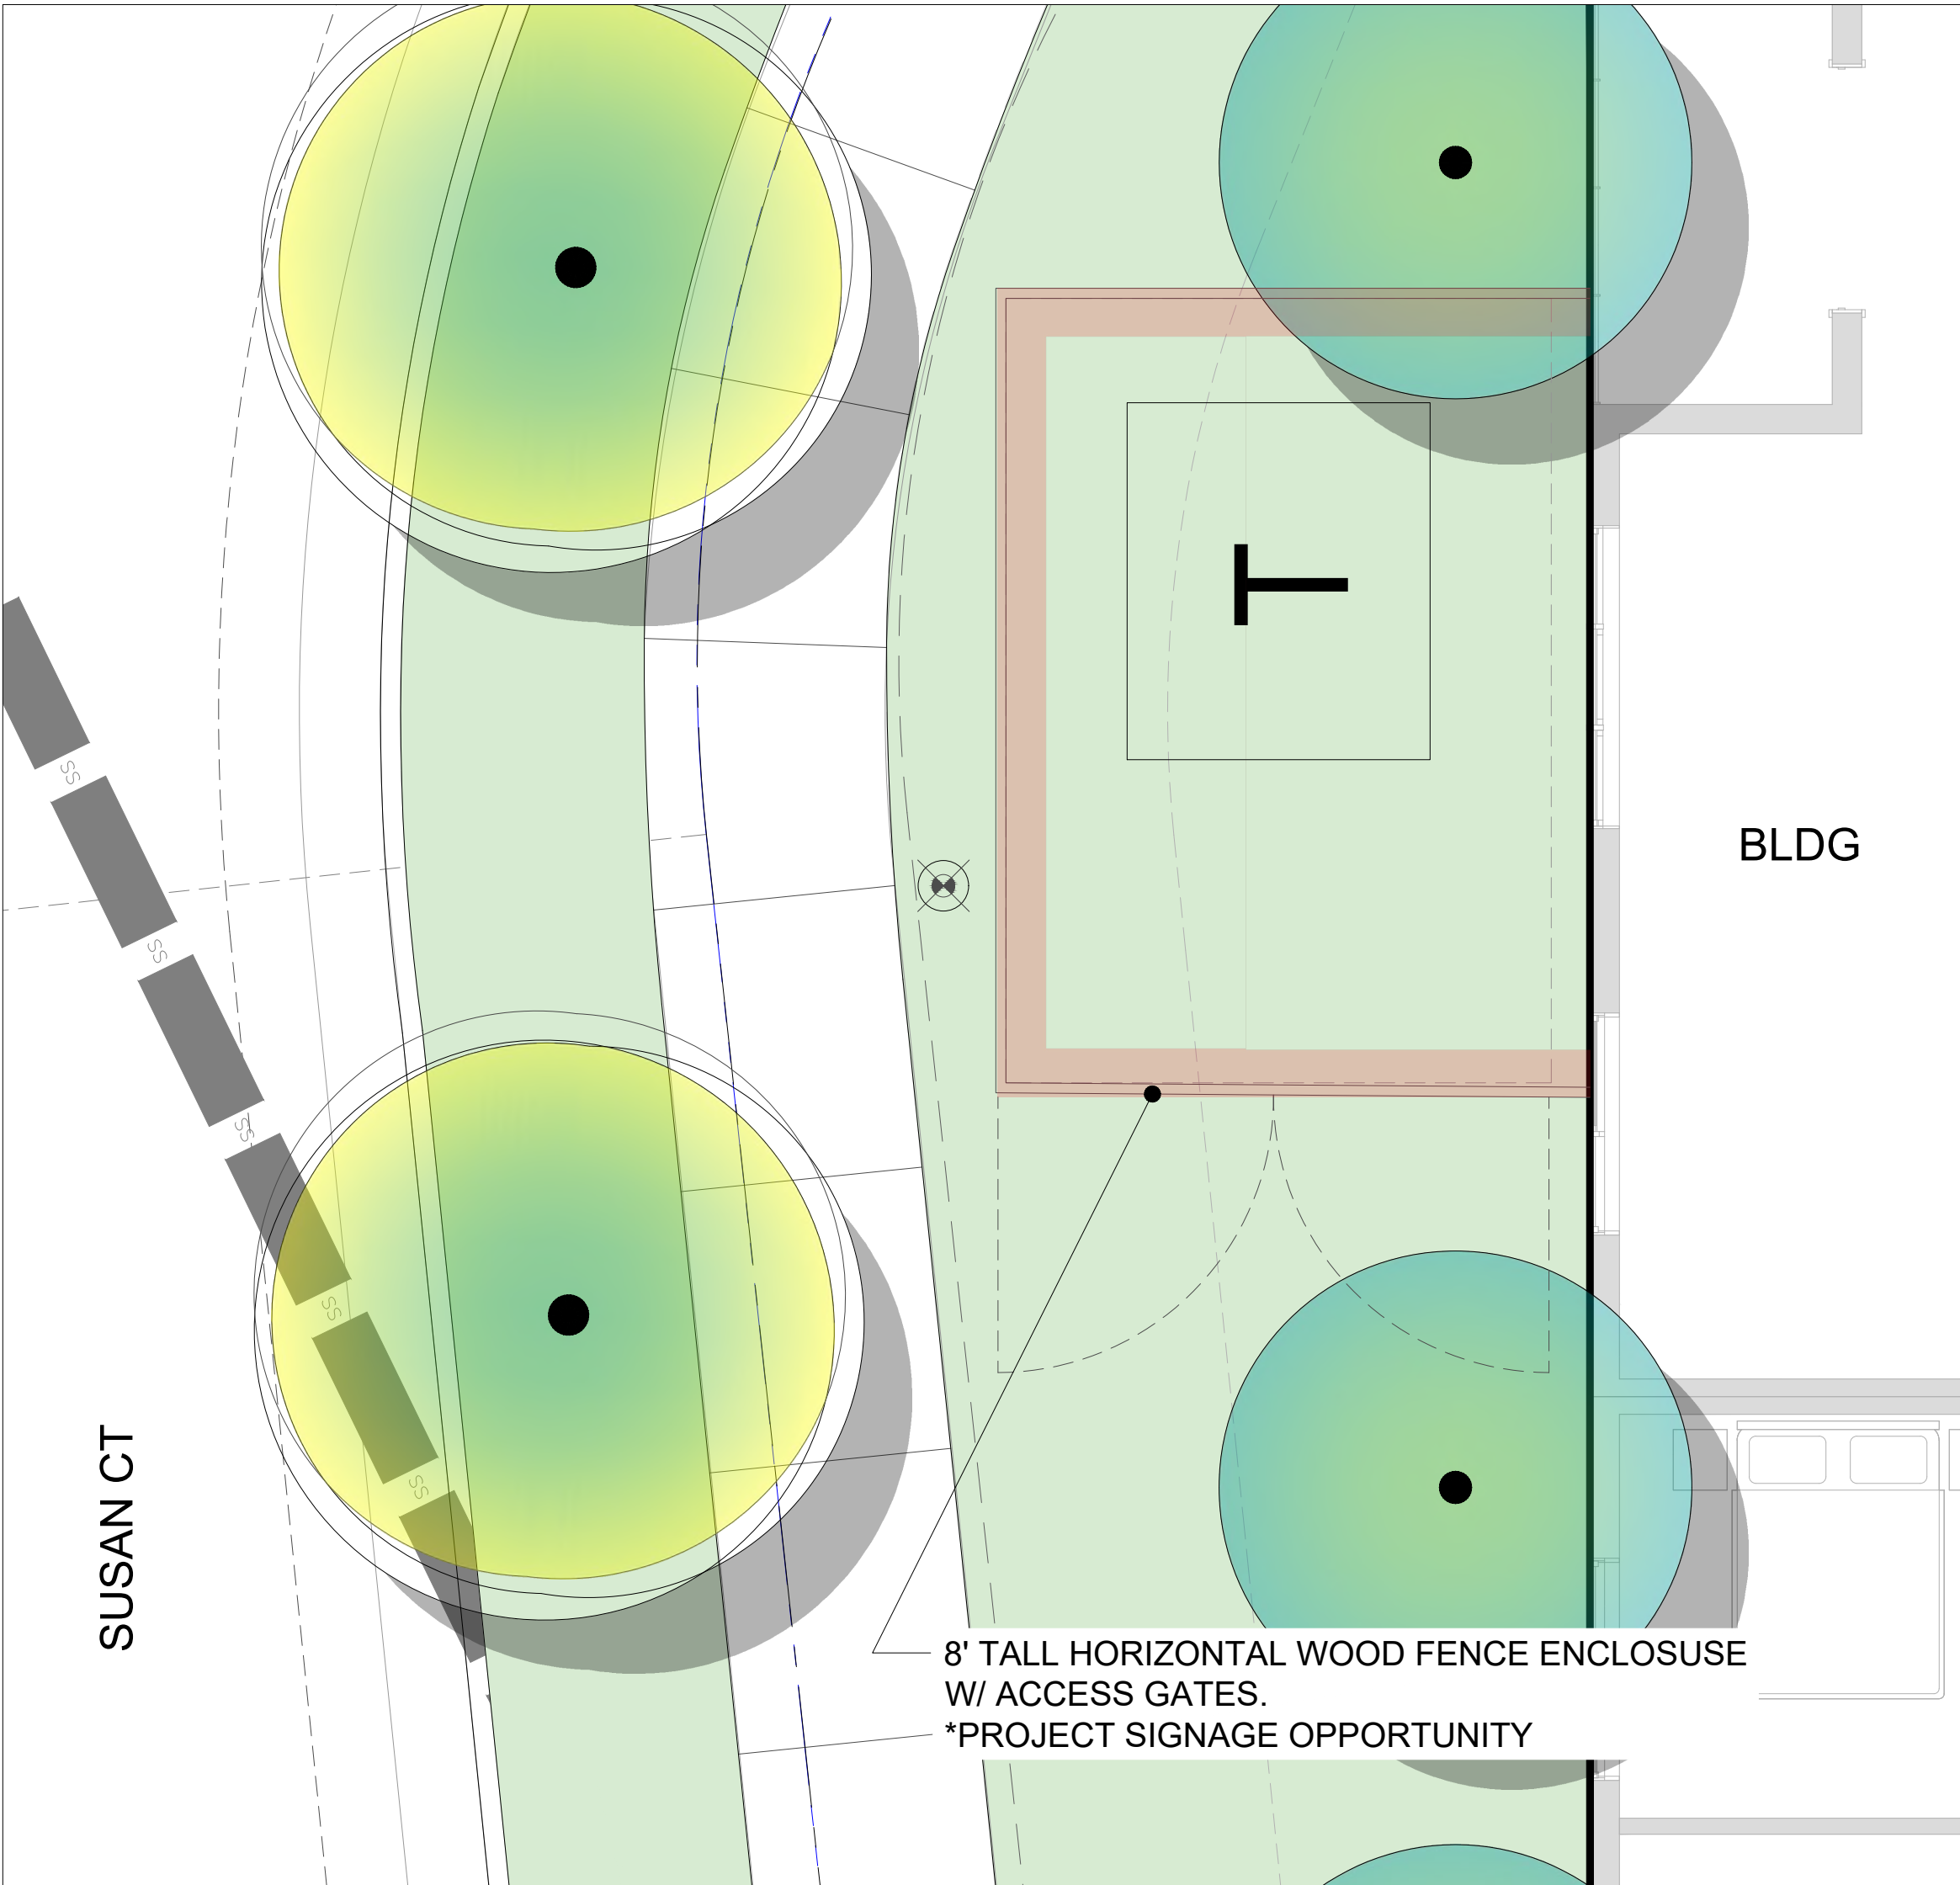 T
BLDG
SS
SS
SS
SS
SS
SUSAN CT
8' TALL HORIZONTAL WOOD FENCE ENCLOSUSE
W/ ACCESS GATES.
*PROJECT SIGNAGE OPPORTUNITY